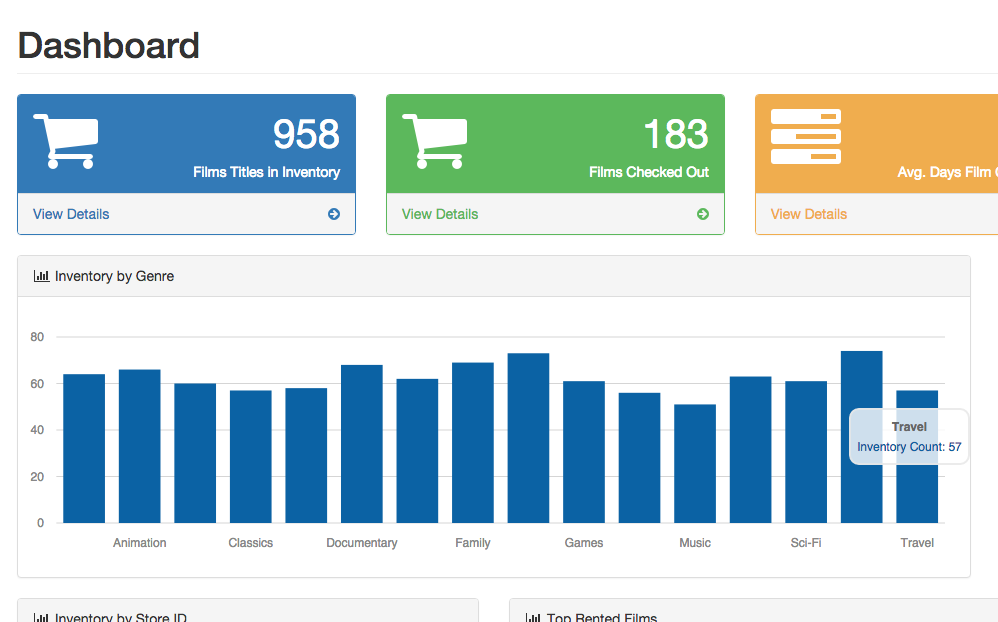 Dashboard
958
Films Titles in Inventory
View Details
183
Films Checked Out
View Details
Avg. Days Film
View Details
Inventory by Genre
80
60
40
20
0
Travel
Inventory Count: 57
Animation
Classics
Documentary
Family
Games
Music
Sci-Fi
Travel
Inventory by Store ID
Top Rented Films